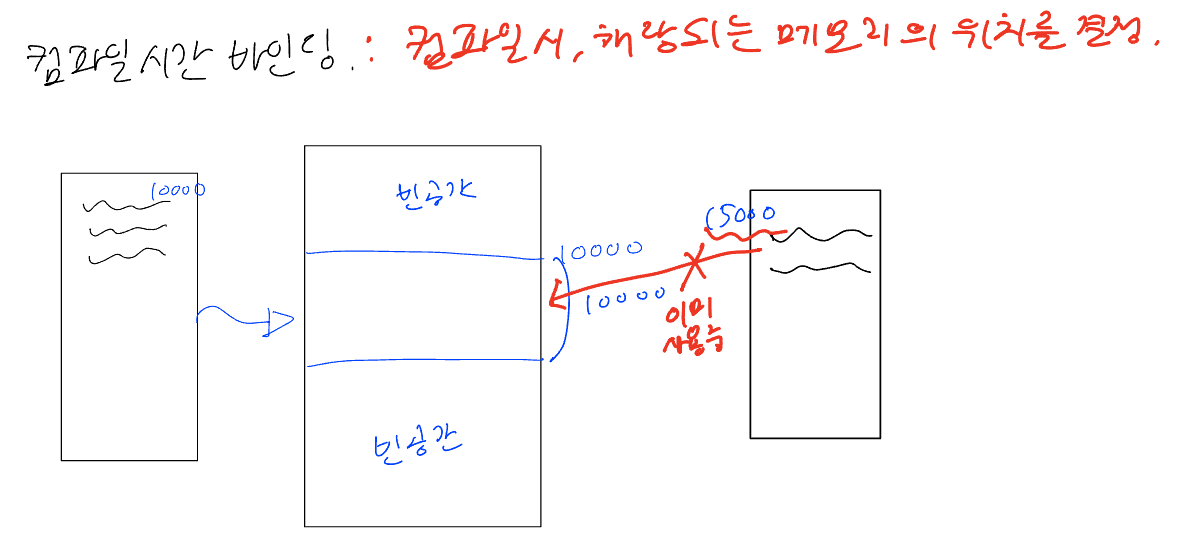 컴파일시간 바인딩. : 컴파일시, 해당되는 메모리의 위치를 결정.
10000
빈공간
15000
10000
10000
이미
사용중
빈공간